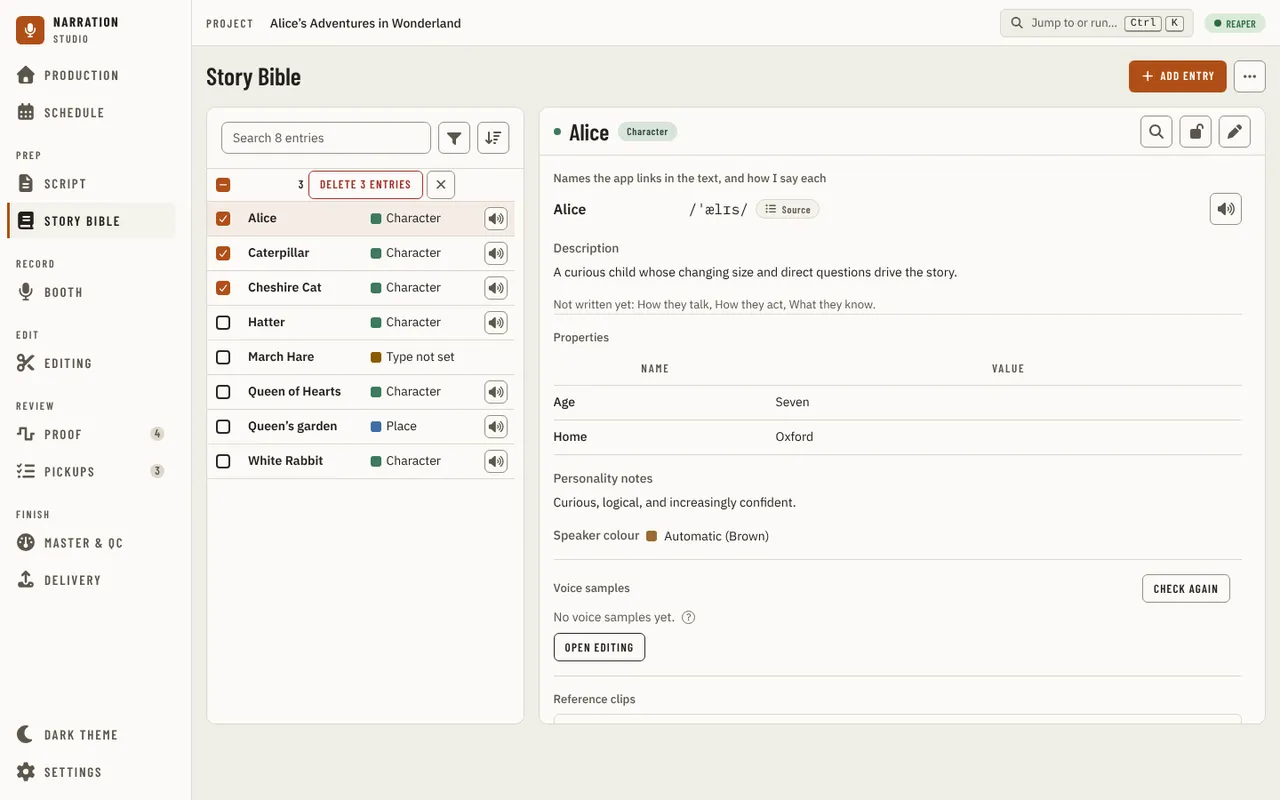 NARRATION
STUDIO
PRODUCTION
SCHEDULE
PREP
SCRIPT
STORY BIBLE
RECORD
BOOTH
EDIT
EDITING
REVIEW
PROOF 4
PICKUPS 3
FINISH
MASTER & QC
DELIVERY
DARK THEME
SETTINGS
PROJECT Alice's Adventures in Wonderland
Jump to or run... Ctrl K
REAPER
Story Bible
ADD ENTRY
Search 8 entries
3 DELETE 3 ENTRIES
Alice Character
Caterpillar Character
Cheshire Cat Character
Hatter Character
March Hare Type not set
Queen of Hearts Character
Queen's garden Place
White Rabbit Character
Alice Character
Names the app links in the text, and how I say each
Alice /ˈælɪs/ Source
Description
A curious child whose changing size and direct questions drive the story.
Not written yet: How they talk, How they act, What they know.
Properties
NAME VALUE
Age Seven
Home Oxford
Personality notes
Curious, logical, and increasingly confident.
Speaker colour Automatic (Brown)
Voice samples CHECK AGAIN
No voice samples yet. ?
OPEN EDITING
Reference clips